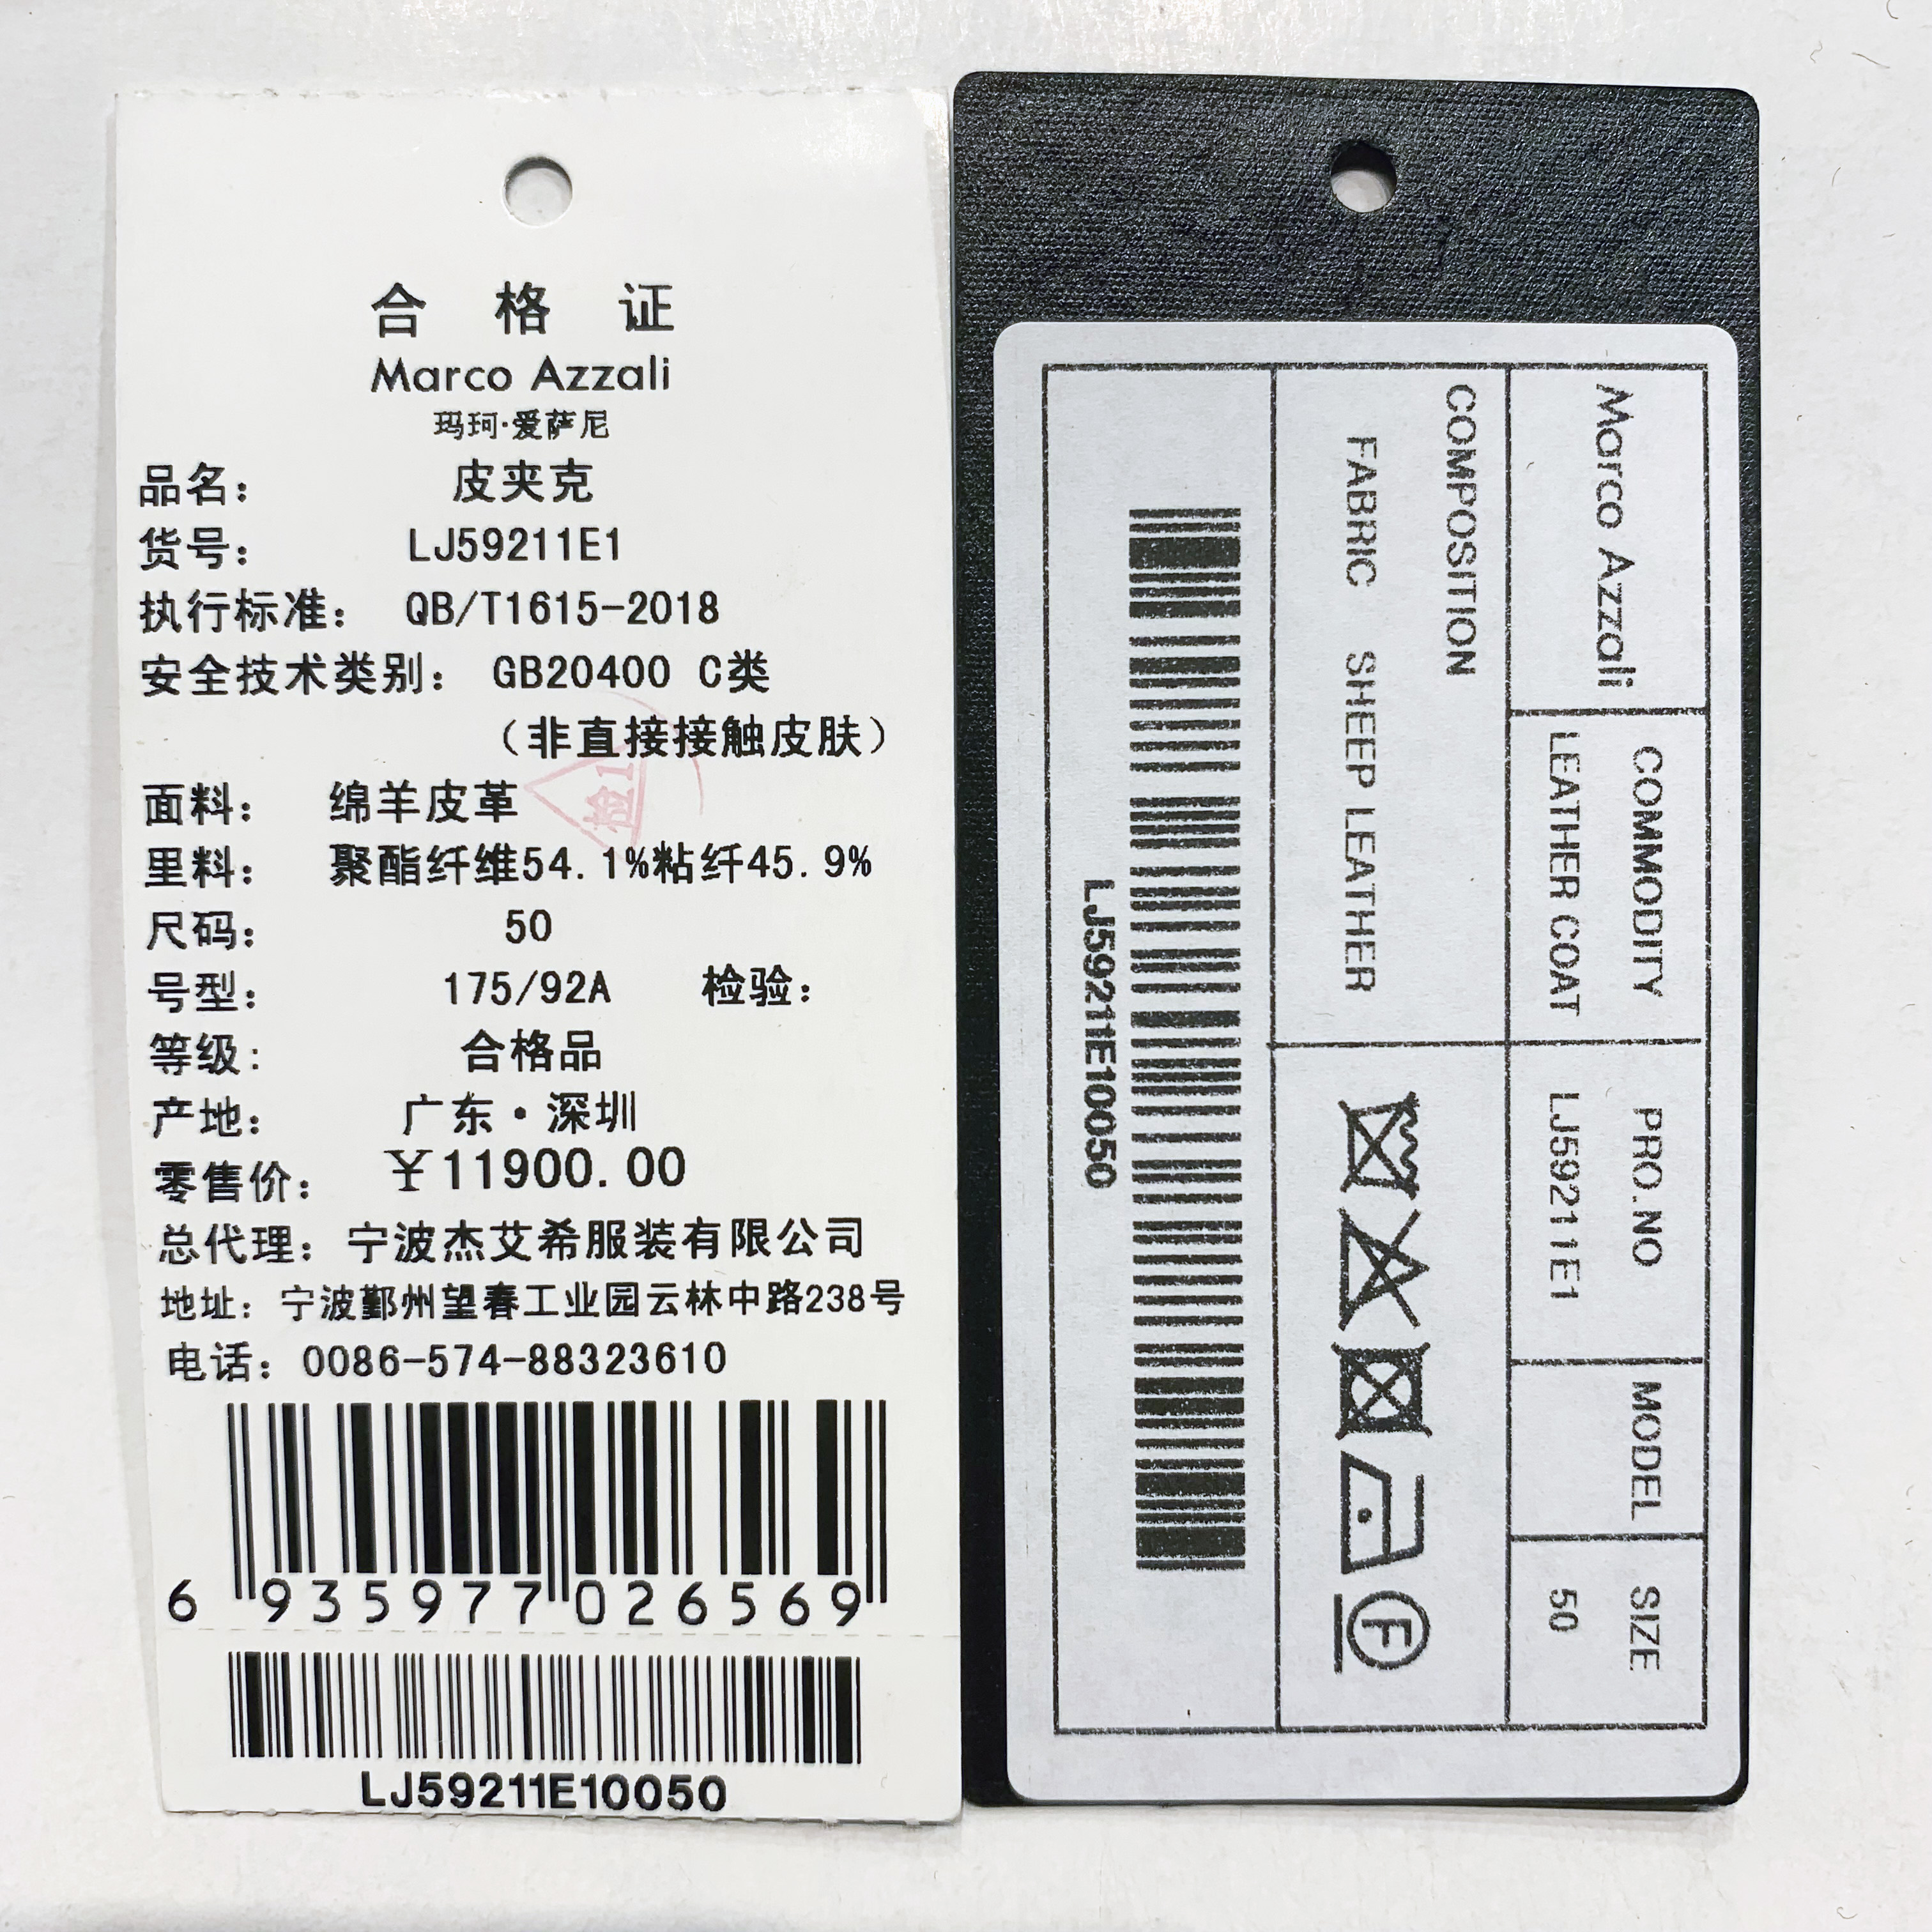 合格证
Marco Azzali
玛珂·爱萨尼
品名: 皮夹克
货号: LJ59211E1
执行标准: QB/T1615-2018
安全技术类别: GB20400 C类
(非直接接触皮肤)
面料: 绵羊皮革
里料: 聚酯纤维54.1%粘纤45.9%
尺码: 50
号型: 175/92A 检验:
检1
等级: 合格品
产地: 广东·深圳
零售价: ¥11900.00
总代理: 宁波杰艾希服装有限公司
地址: 宁波鄞州望春工业园云林中路238号
电话: 0086-574-88323610
6 935977 026569
LJ59211E10050
Marco Azzali
COMMODITY
LEATHER COAT
PRO.NO
LJ59211E1
MODEL
SIZE
50
COMPOSITION
FABRIC SHEEP LEATHER
F
LJ59211E10050